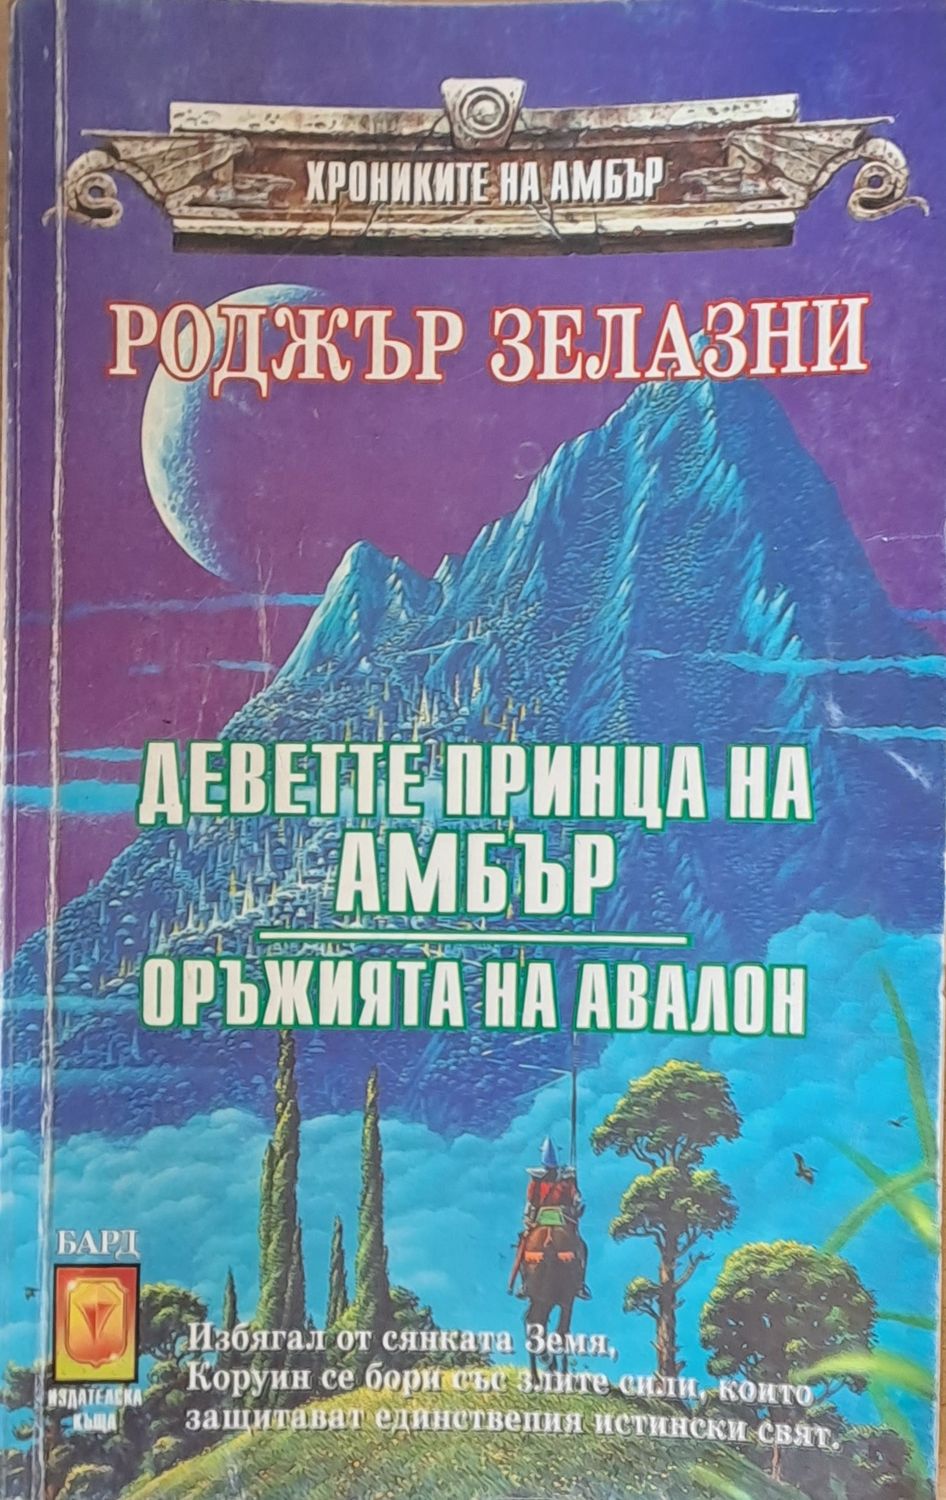 ХРОНИКИТЕ НА АМБЪР
РОДЖЪР ЗЕЛАЗНИ
ДЕВЕТТЕ ПРИНЦА НА
АМБЪР
ОРЪЖИЯТА НА АВАЛОН
БАРД
ИЗДАТЕЛСКА
КЪЩА
Избягал от сянката Земя,
Коруин се бори със злите сили, които
защитават единствения истински свят.